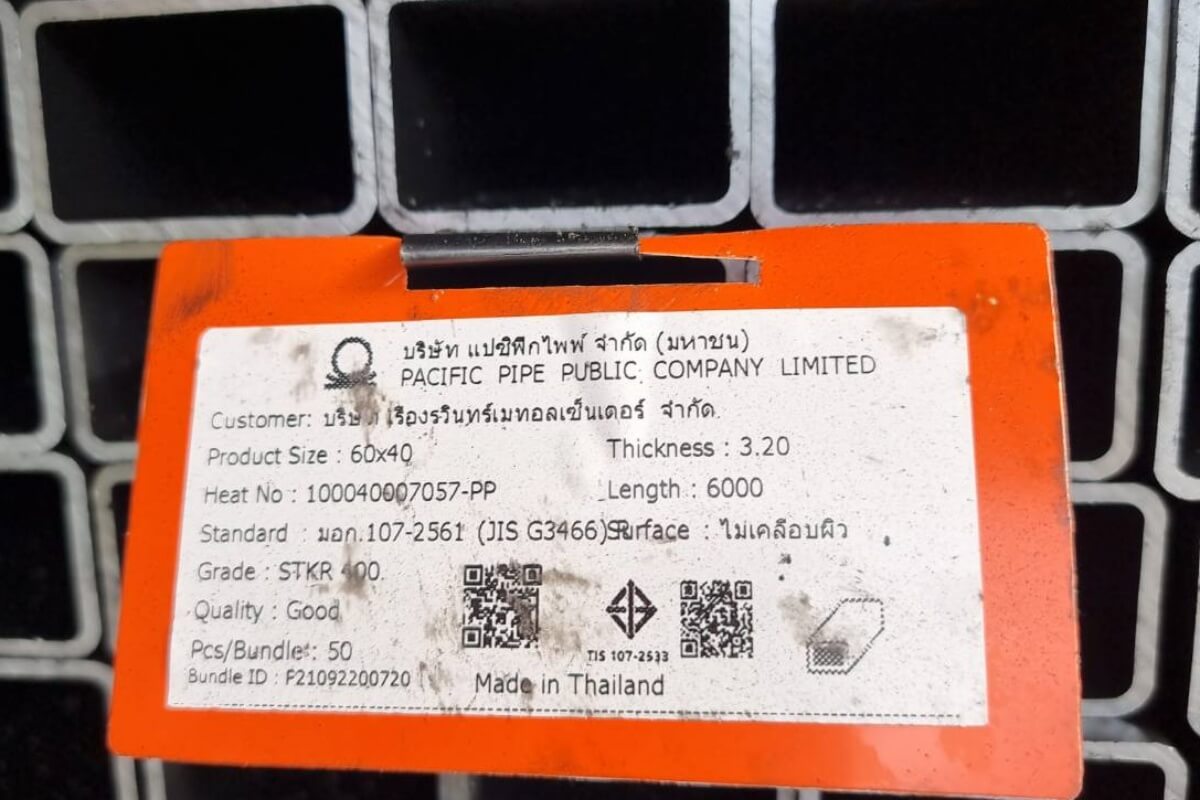 บริษัท แปซิฟิกไพพ์ จำกัด (มหาชน)
PACIFIC PIPE PUBLIC COMPANY LIMITED
Customer: บริษัท เรืองรวินทร์เมทอลเซ็นเตอร์ จำกัด
Product Size : 60x40 Thickness : 3.20
Heat No : 100040007057-PP Length : 6000
Standard : มอก.107-2561 (JIS G3466) Surface : ไม่เคลือบผิว
Grade : STKR 400
Quality : Good
Pcs/Bundle : 50
TIS 107-2533
Bundle ID : P21092200720
Made in Thailand